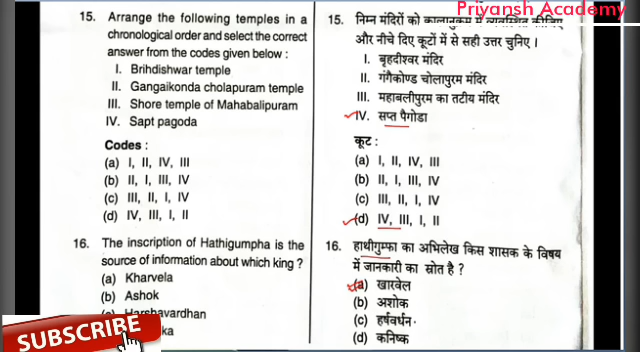 Priyansh Academy
15. Arrange the following temples in a
chronological order and select the correct
answer from the codes given below :
I. Brihdishwar temple
II. Gangaikonda cholapuram temple
III. Shore temple of Mahabalipuram
IV. Sapt pagoda
Codes :
(a) I, II, IV, III
(b) II, I, III, IV
(c) III, II, I, IV
(d) IV, III, I, II
16. The inscription of Hathigumpha is the
source of information about which king ?
(a) Kharvela
(b) Ashok
Harshavardhan
ka
15. निम्न मंदिरों को कालानुक्रम में व्यवस्थित कीजिए
और नीचे दिए कूटों में से सही उत्तर चुनिए ।
I. बृहदीश्वर मंदिर
II. गंगैकोण्ड चोलापुरम मंदिर
III. महाबलीपुरम का तटीय मंदिर
IV. सप्त पैगोडा
कूट :
(a) I, II, IV, III
(b) II, I, III, IV
(c) III, II, I, IV
(d) IV, III, I, II
16. हाथीगुम्फा का अभिलेख किस शासक के विषय
में जानकारी का स्रोत है ?
(a) खारवेल
(b) अशोक
(c) हर्षवर्धन
(d) कनिष्क
SUBSCRIBE